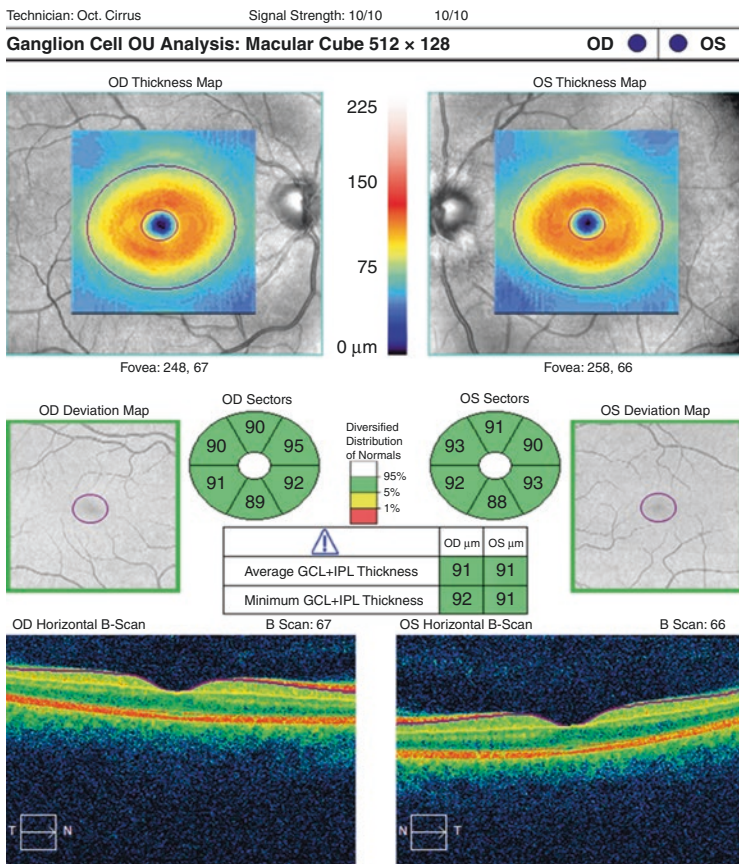 Technician: Oct. Cirrus Signal Strength: 10/10 10/10
Ganglion Cell OU Analysis: Macular Cube 512 × 128 OD OS
OD Thickness Map
OS Thickness Map
225
150
75
0 μm
Fovea: 248, 67
Fovea: 258, 66
OD Deviation Map
OD Sectors
90
90 95
91 92
89
Diversified
Distribution
of Normals
95%
5%
1%
OS Sectors
91
93 90
92 93
88
OS Deviation Map
OD μm OS μm
Average GCL+IPL Thickness 91 91
Minimum GCL+IPL Thickness 92 91
OD Horizontal B-Scan B Scan: 67
OS Horizontal B-Scan B Scan: 66
T N
N T